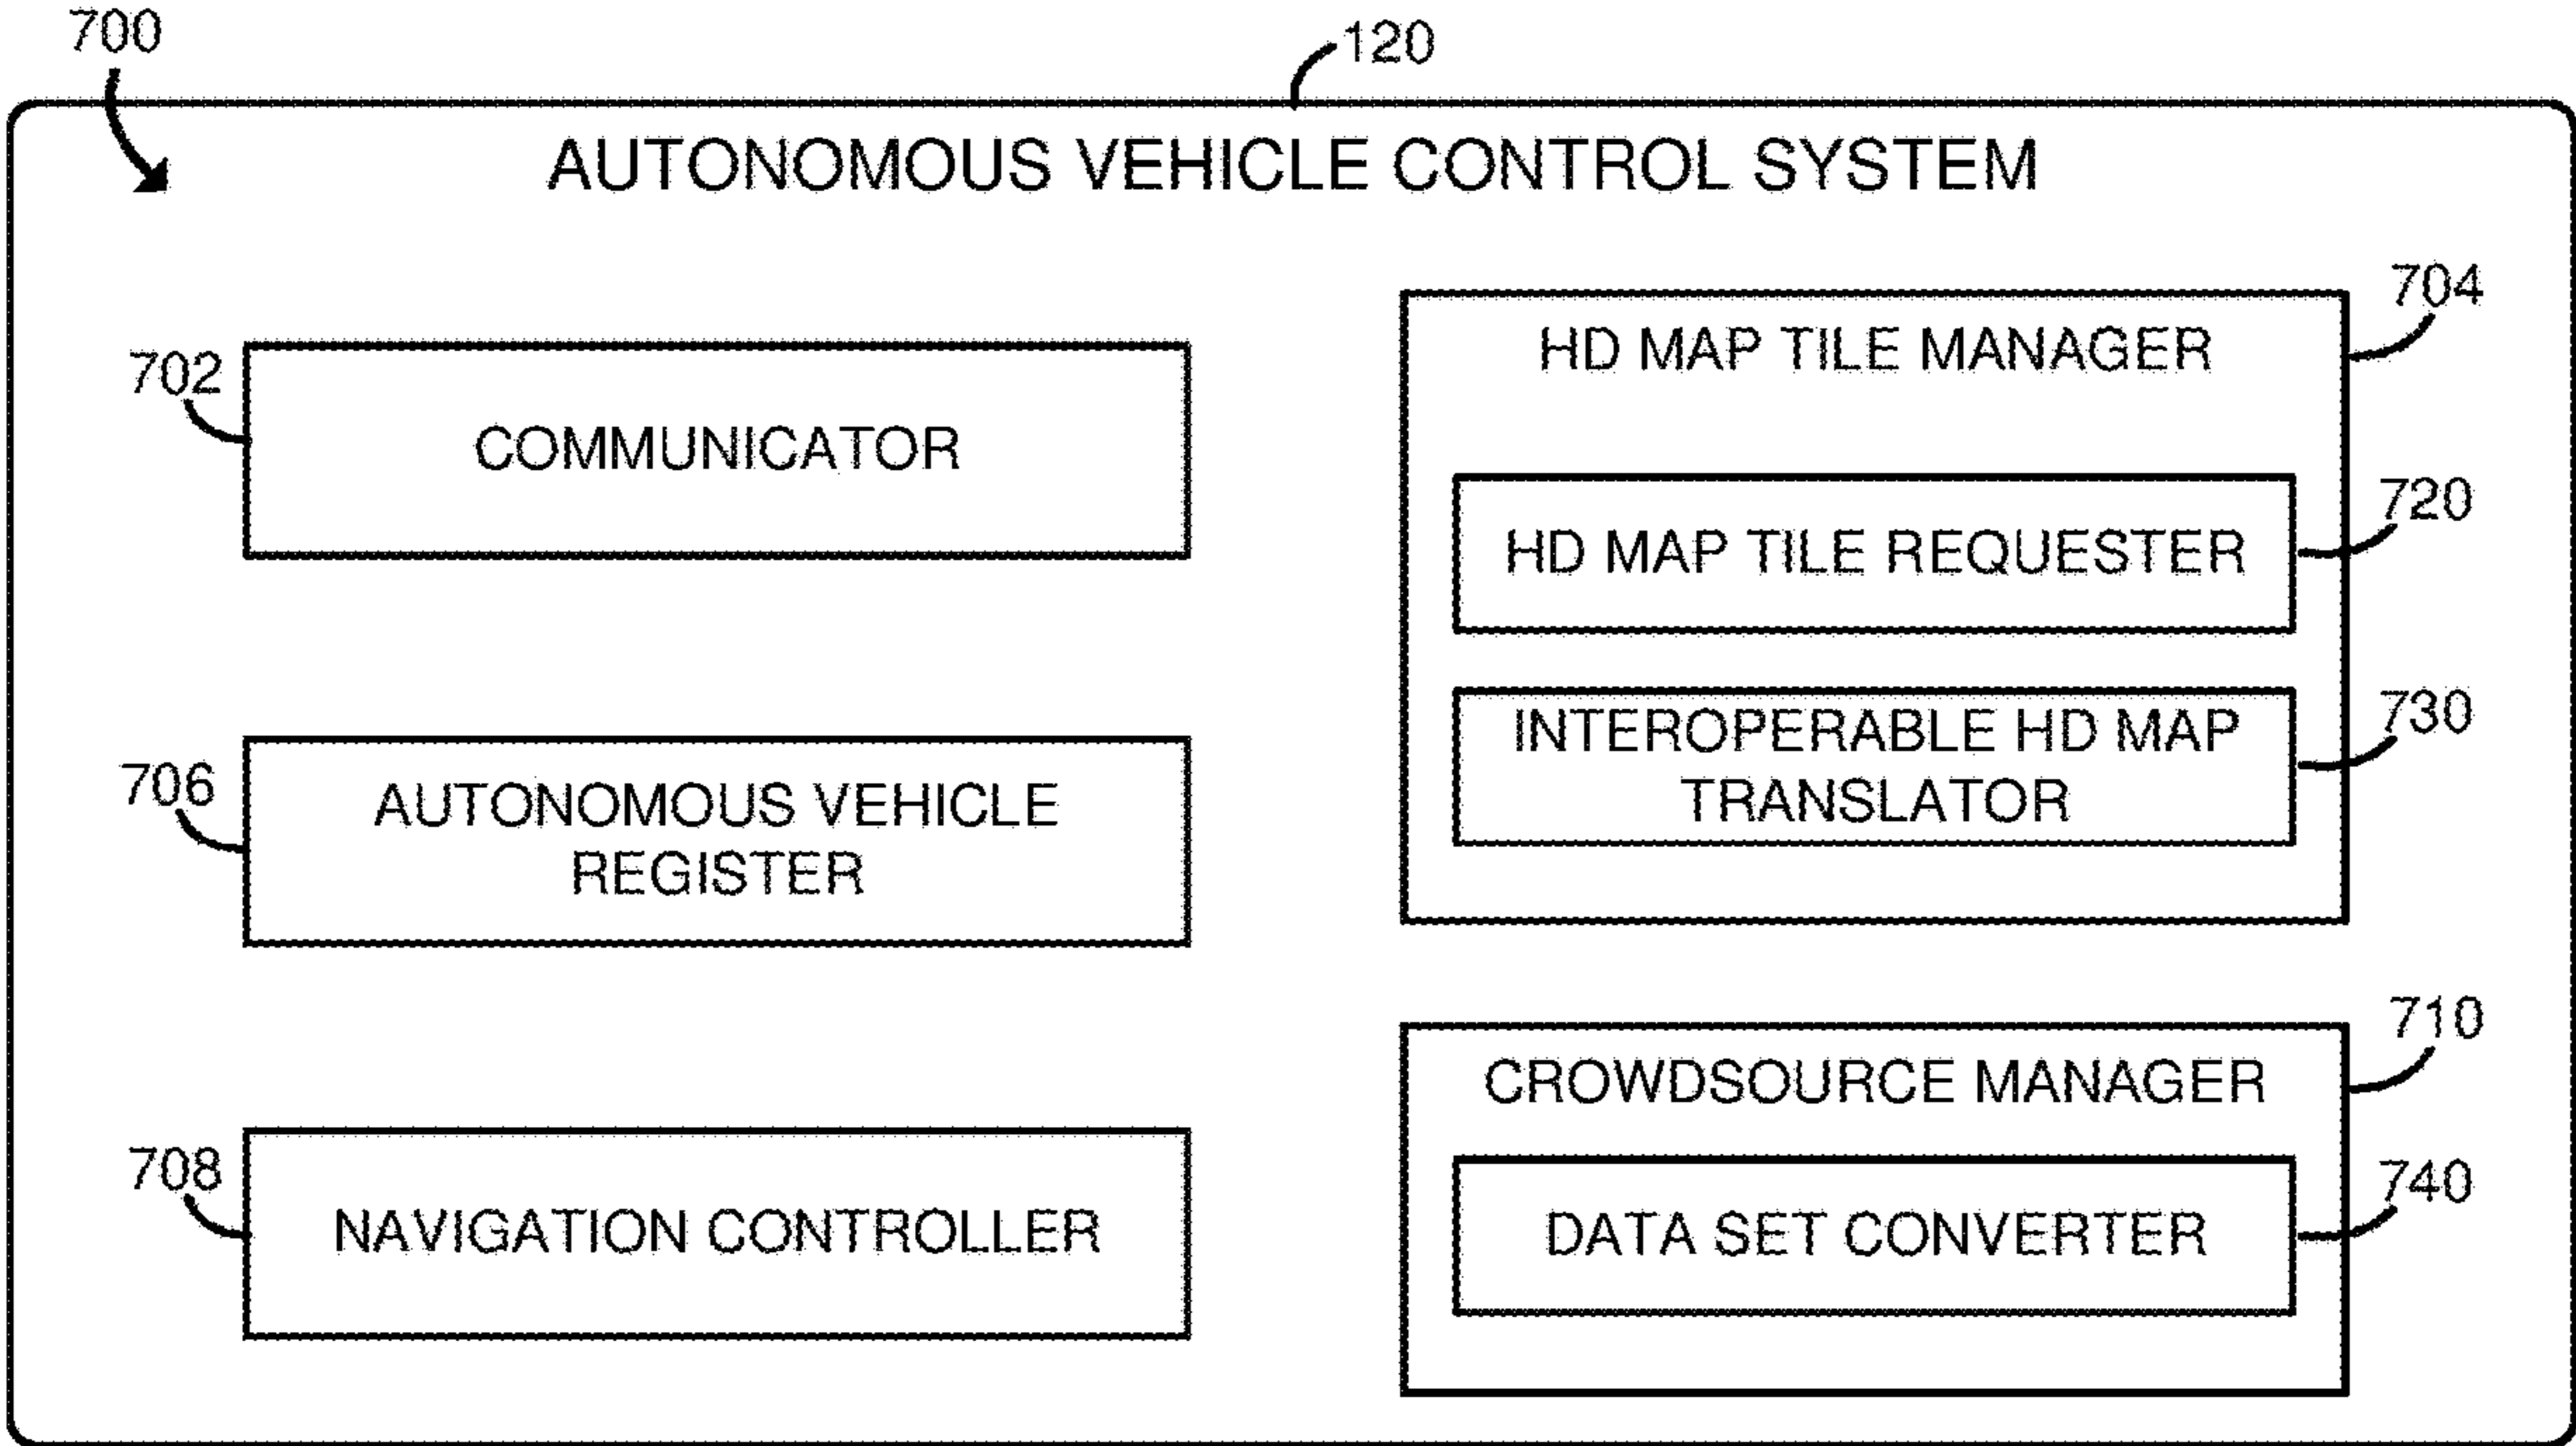 700
120
AUTONOMOUS VEHICLE CONTROL SYSTEM
702
COMMUNICATOR
706
AUTONOMOUS VEHICLE
REGISTER
708
NAVIGATION CONTROLLER
704
HD MAP TILE MANAGER
720
HD MAP TILE REQUESTER
730
INTEROPERABLE HD MAP
TRANSLATOR
710
CROWDSOURCE MANAGER
740
DATA SET CONVERTER